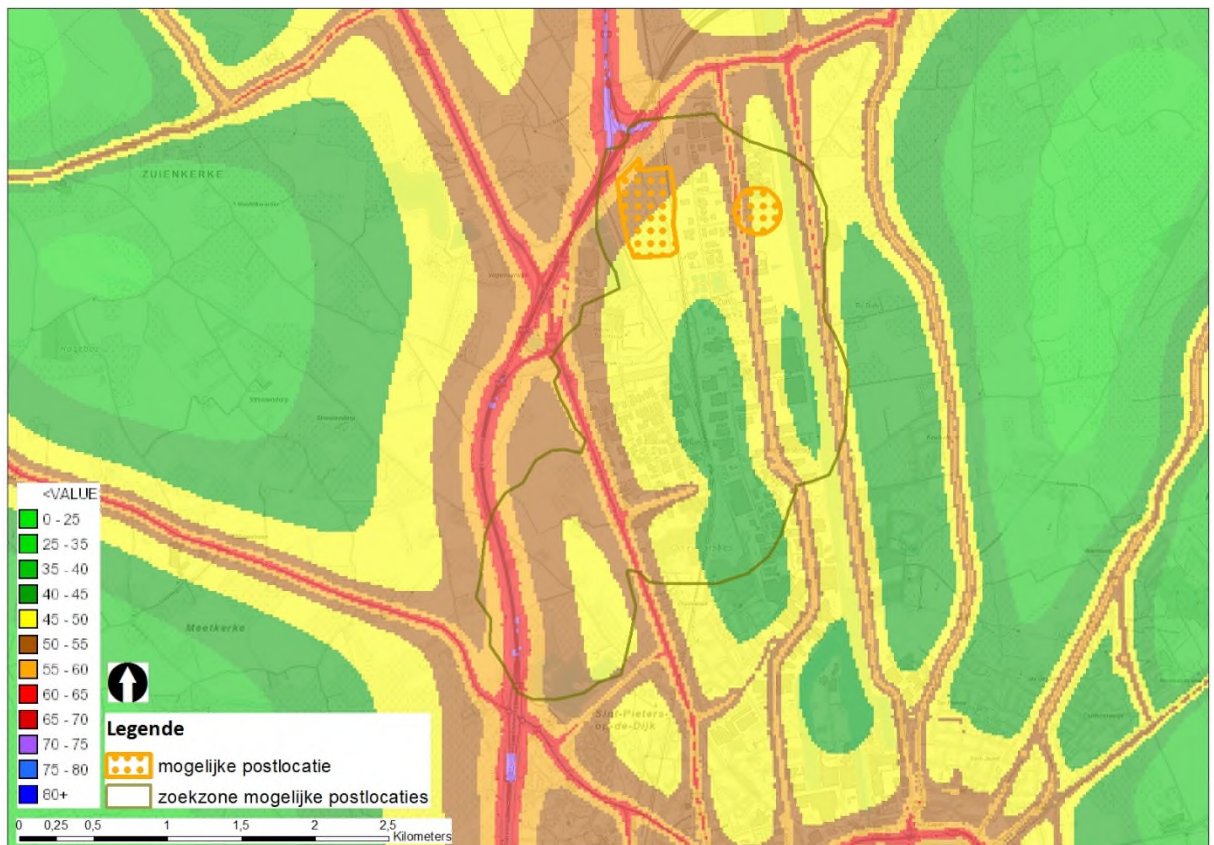 ZUIENKERKE
Meetkerke
Sint-Pieters-
op-de-Dijk
<VALUE
0 - 25
25 - 35
35 - 40
40 - 45
45 - 50
50 - 55
55 - 60
60 - 65
65 - 70
70 - 75
75 - 80
80+
Legende
mogelijke postlocatie
zoekzone mogelijke postlocaties
0 0,25 0,5 1 1,5 2 2,5
Kilometers